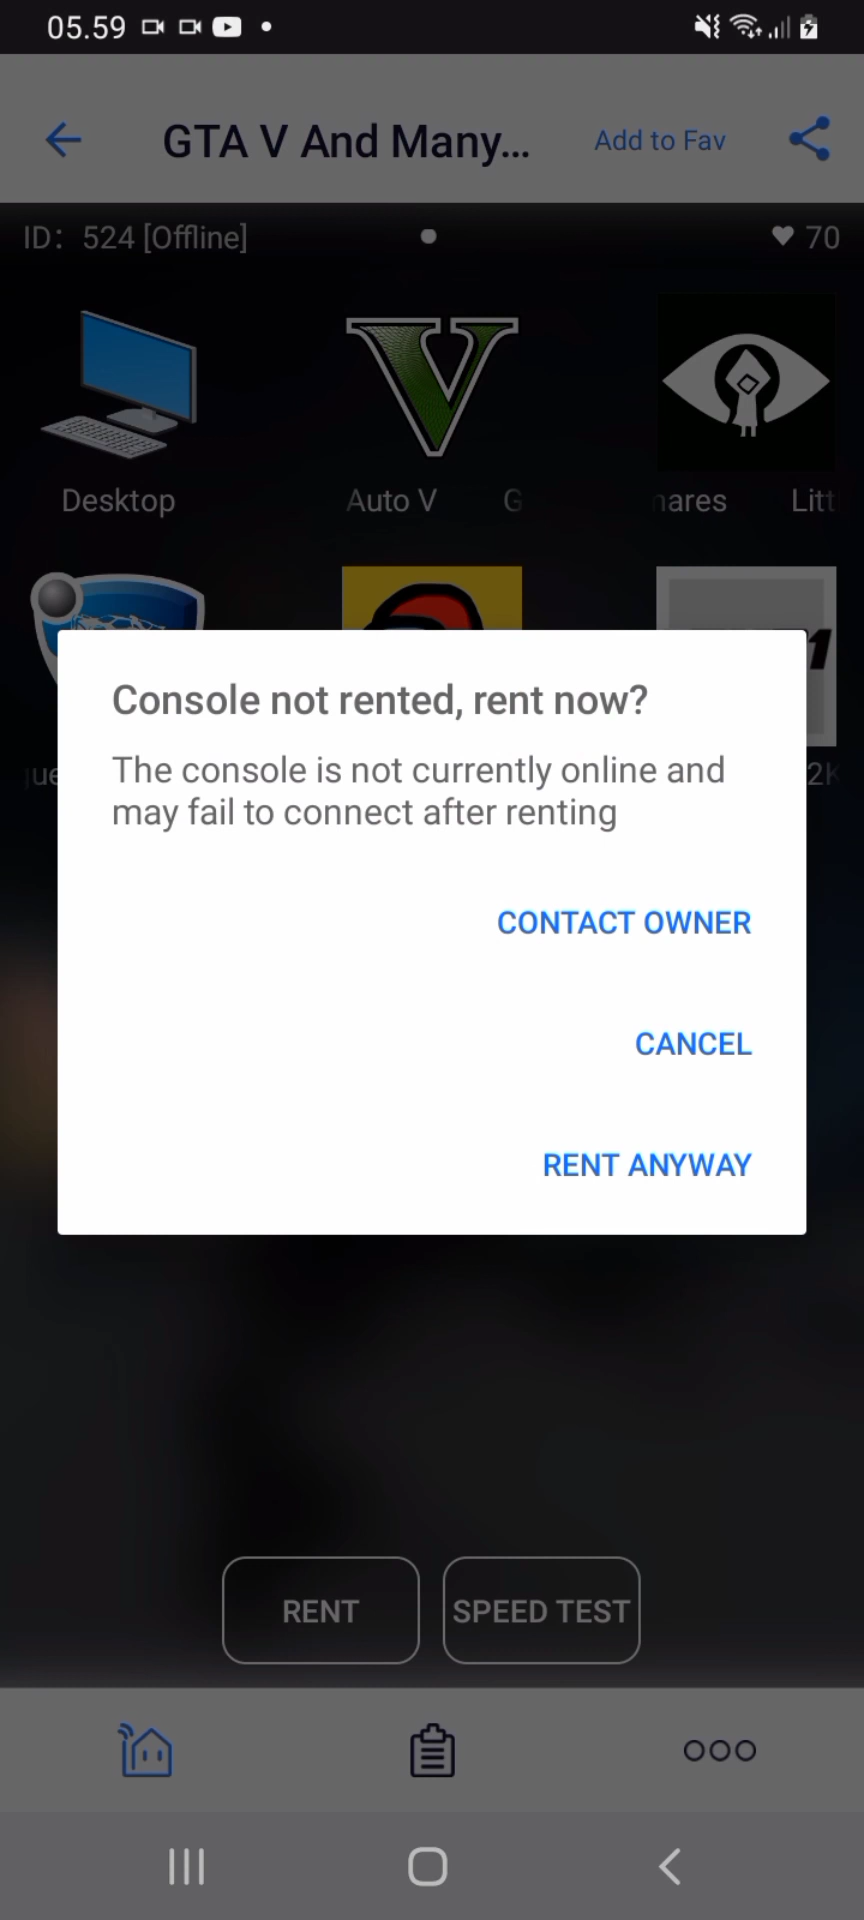 05.59
GTA V And Many...
Add to Fav
ID: 524 [Offline]
70
Desktop
Auto V G
nares Litt
Console not rented, rent now?
The console is not currently online and
may fail to connect after renting
CONTACT OWNER
CANCEL
RENT ANYWAY
RENT
SPEED TEST